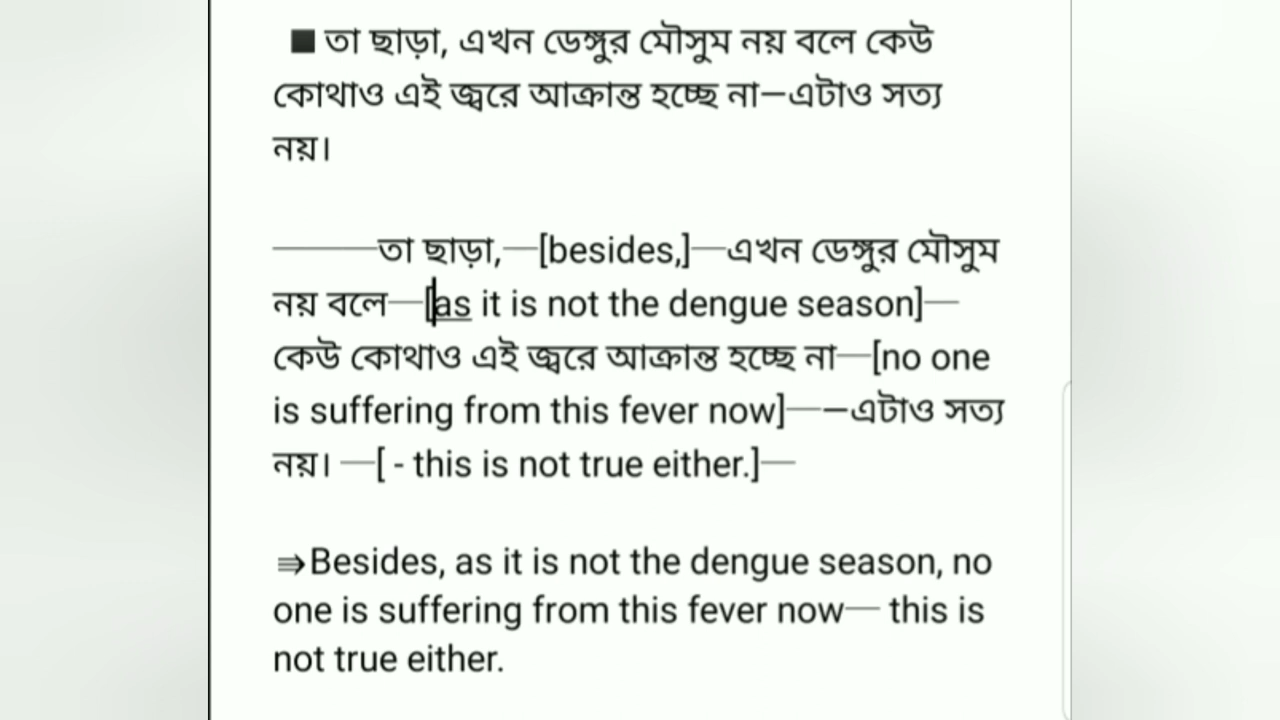 ■ তা ছাড়া, এখন ডেঙ্গুর মৌসুম নয় বলে কেউ
কোথাও এই জ্বরে আক্রান্ত হচ্ছে না—এটাও সত্য
নয়।
———তা ছাড়া,—[besides,]—এখন ডেঙ্গুর মৌসুম
নয় বলে—[as it is not the dengue season]—
কেউ কোথাও এই জ্বরে আক্রান্ত হচ্ছে না—[no one
is suffering from this fever now]—–এটাও সত্য
নয়। —[ - this is not true either.]—
⇛Besides, as it is not the dengue season, no
one is suffering from this fever now— this is
not true either.